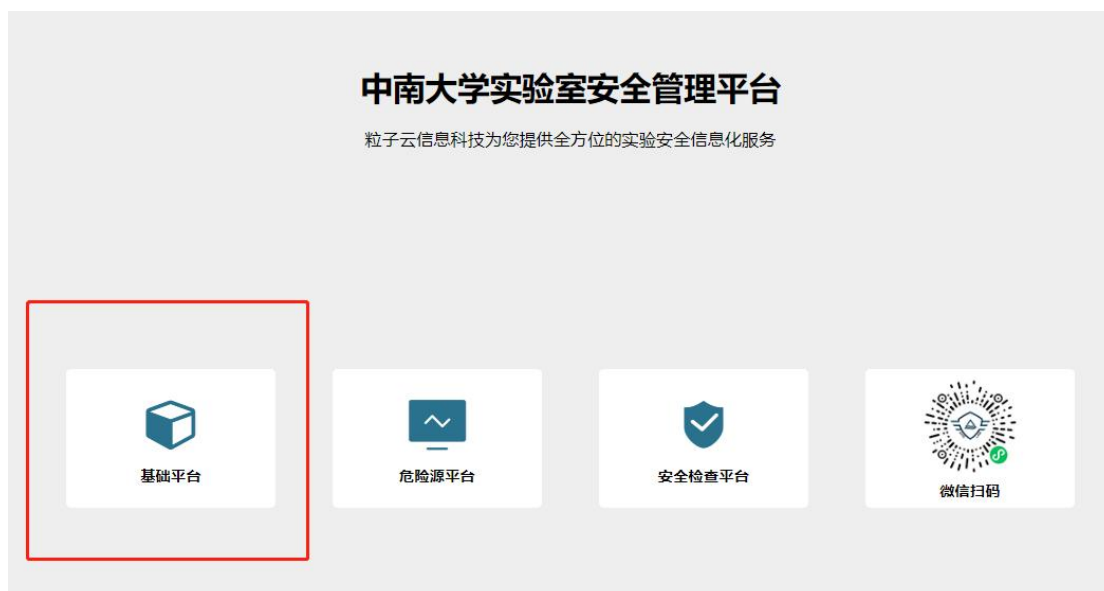 中南大学实验室安全管理平台
粒子云信息科技为您提供全方位的实验安全信息化服务
基础平台
危险源平台
安全检查平台
微信扫码